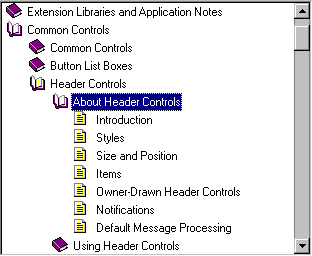 Extension Libraries and Application Notes
Common Controls
Common Controls
Button List Boxes
Header Controls
About Header Controls
Introduction
Styles
Size and Position
Items
Owner-Drawn Header Controls
Notifications
Default Message Processing
Using Header Controls